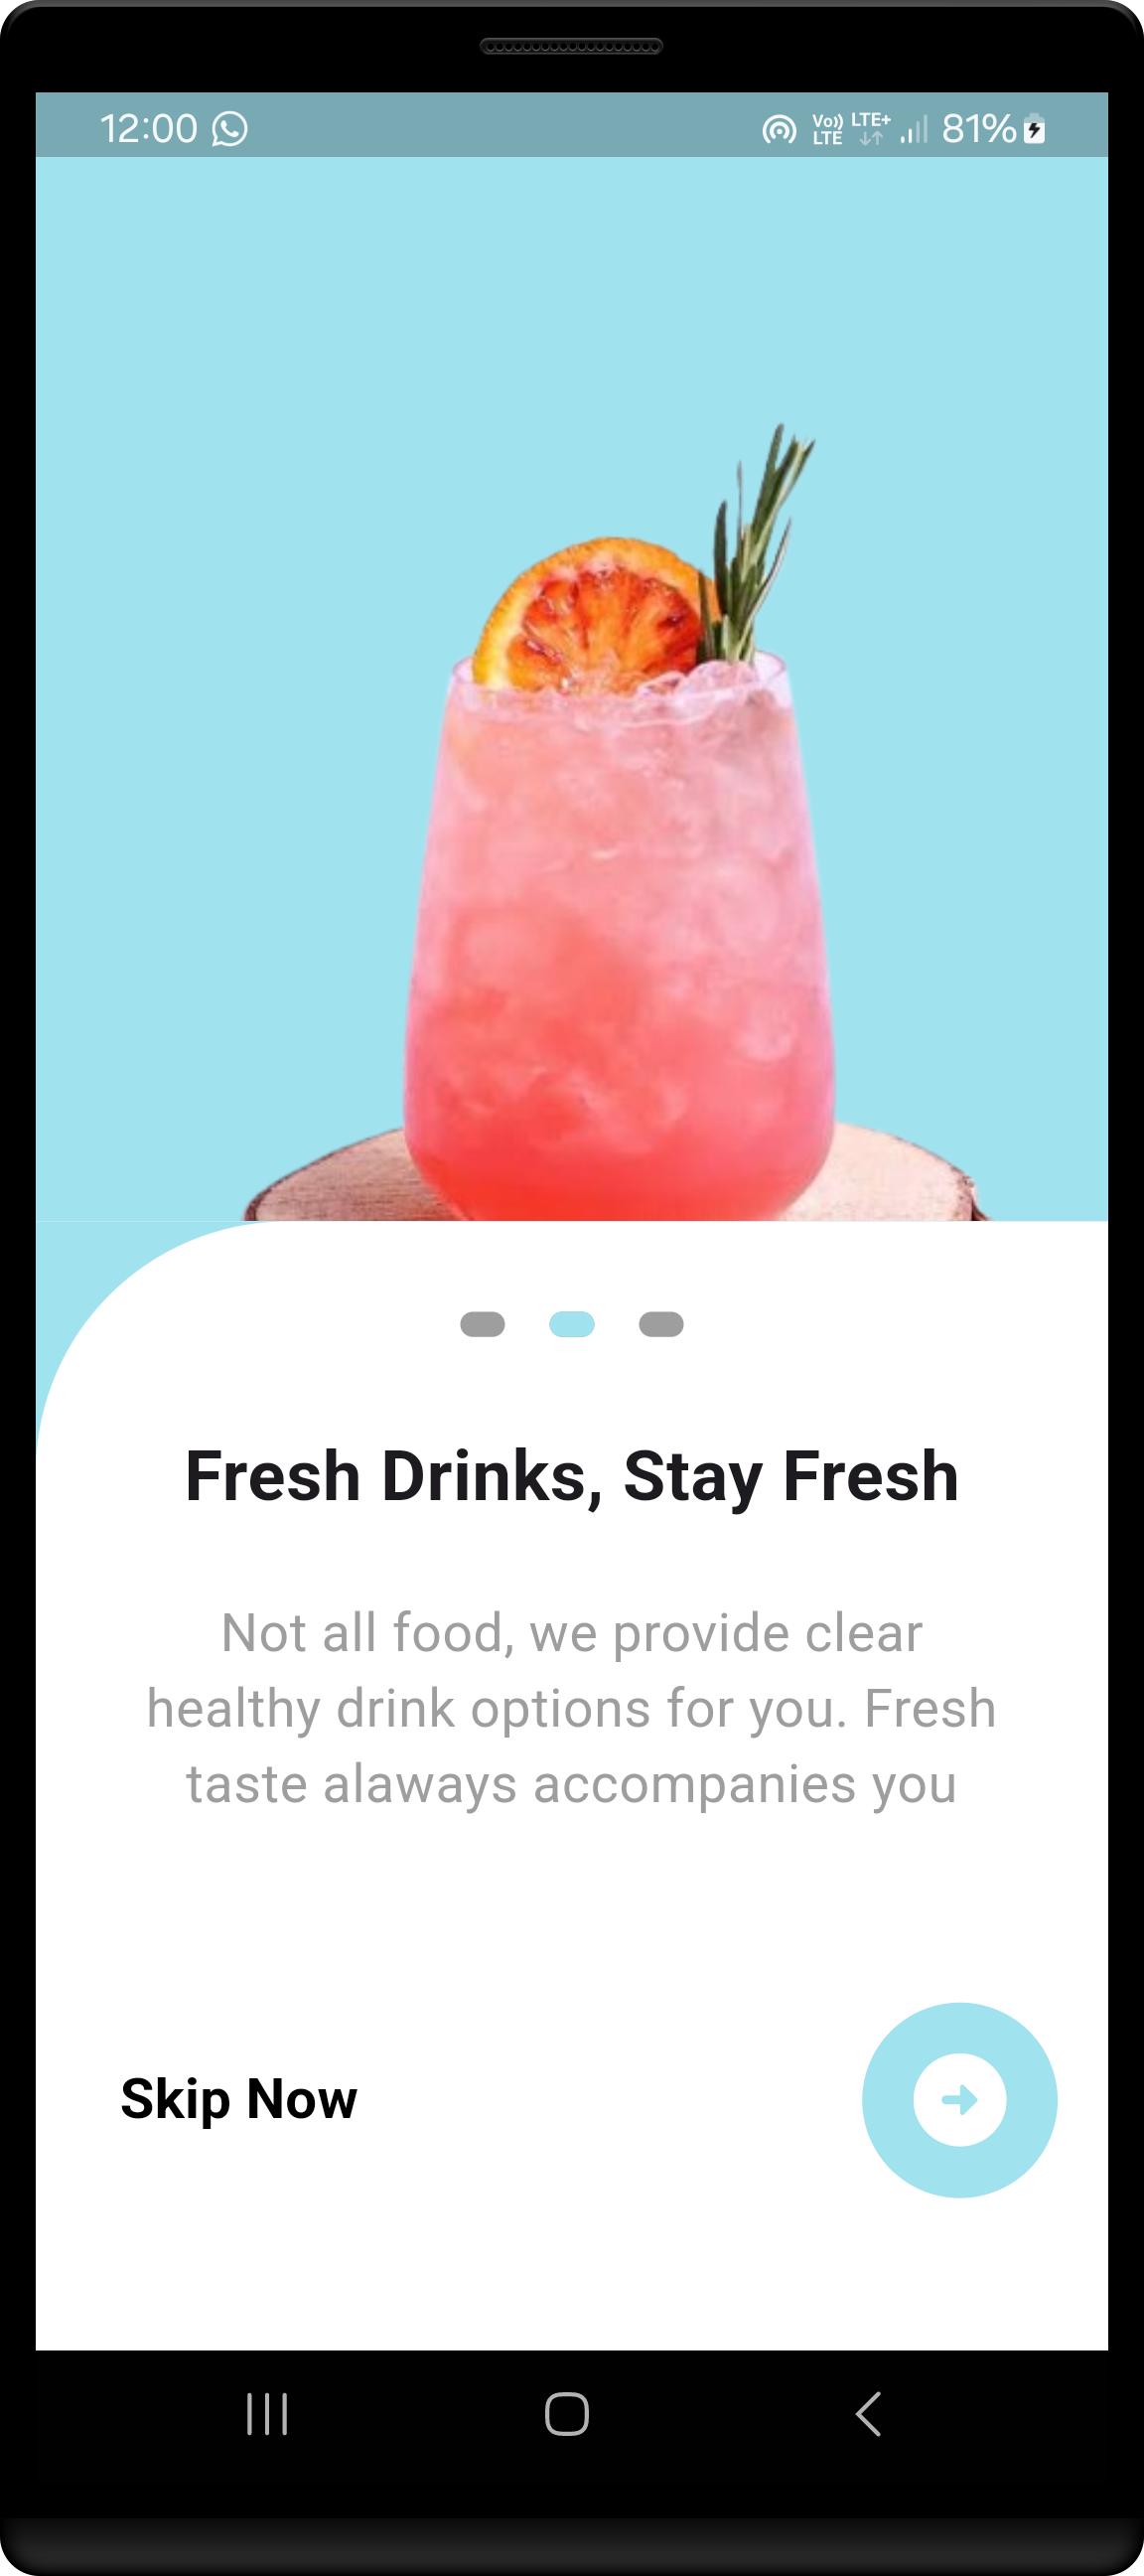 12:00 Vo)) LTE LTE+ 81%
Fresh Drinks, Stay Fresh
Not all food, we provide clear
healthy drink options for you. Fresh
taste alaways accompanies you
Skip Now